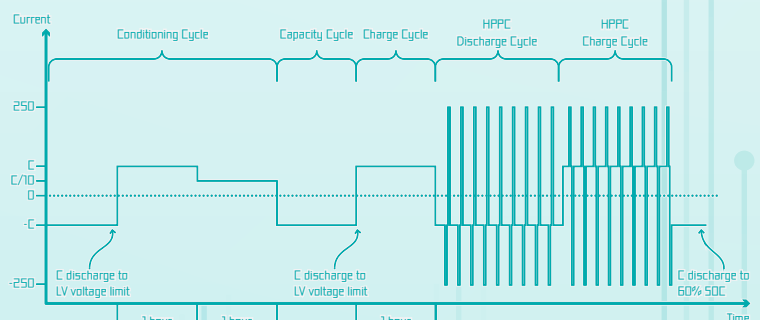 Current
Conditioning Cycle
Capacity Cycle
Charge Cycle
HPPC
Discharge Cycle
HPPC
Charge Cycle
250
C
C/10
0
-C
-250
C discharge to
LV voltage limit
C discharge to
LV voltage limit
C discharge to
60% SOC
Time